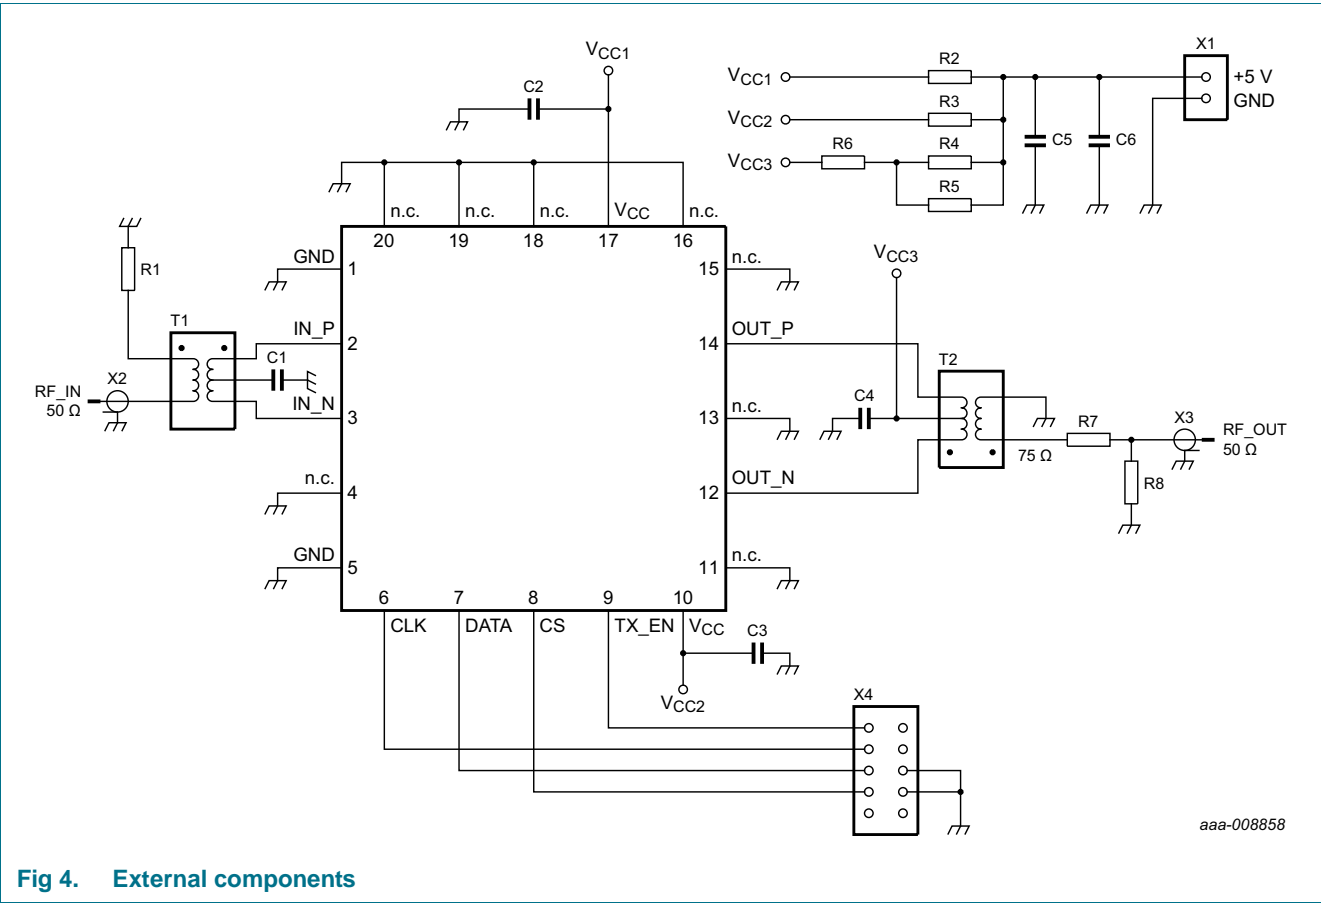 VCC1
C2
R2
VCC1
R3
VCC2
R6
R4
VCC3
R5
C5
C6
X1
+5 V
GND
n.c.
n.c.
n.c.
VCC
n.c.
20
19
18
17
16
R1
GND
1
T1
IN_P
2
C1
X2
RF_IN
50 Ω
IN_N
3
n.c.
4
GND
5
15
n.c.
VCC3
OUT_P
14
T2
C4
n.c.
13
75 Ω
R7
X3
RF_OUT
50 Ω
R8
OUT_N
12
n.c.
11
6
7
8
9
10
CLK
DATA
CS
TX_EN
VCC
C3
VCC2
X4
aaa-008858
Fig 4. External components